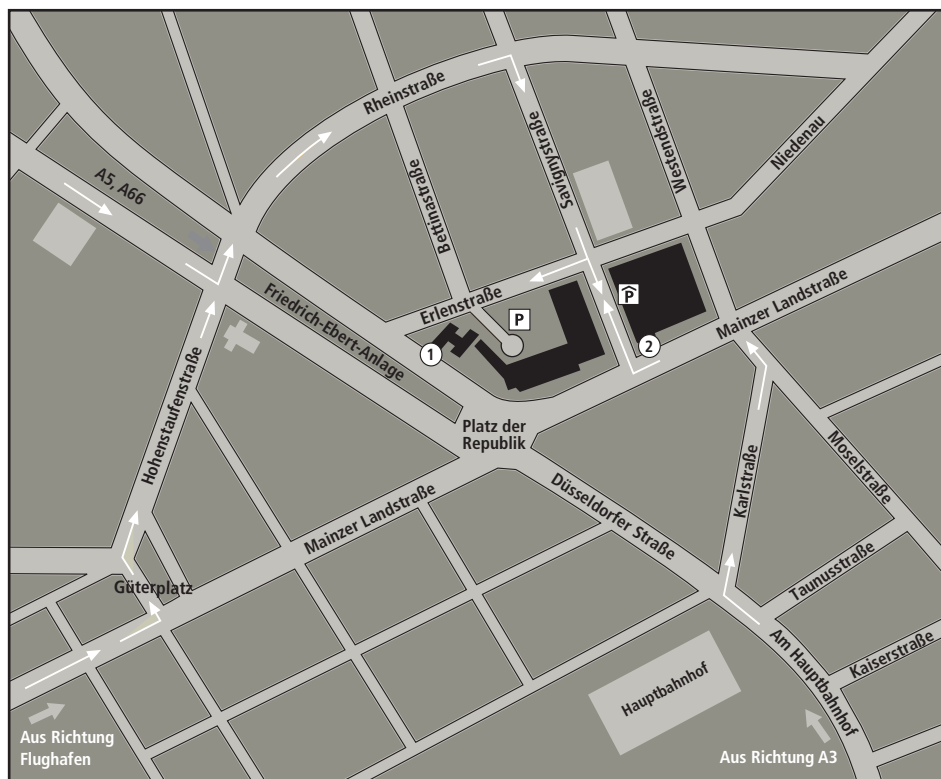 Rheinstraße
Savignystraße
Westendstraße
Niedenau
A5, A66
Bettinastraße
Erlenstraße
Friedrich-Ebert-Anlage
P
P
1
2
Mainzer Landstraße
Hohenstaufenstraße
Platz der
Republik
Mainzer Landstraße
Düsseldorfer Straße
Karlstraße
Moselstraße
Güterplatz
Taunusstraße
Am Hauptbahnhof
Kaiserstraße
Hauptbahnhof
Aus Richtung
Flughafen
Aus Richtung A3